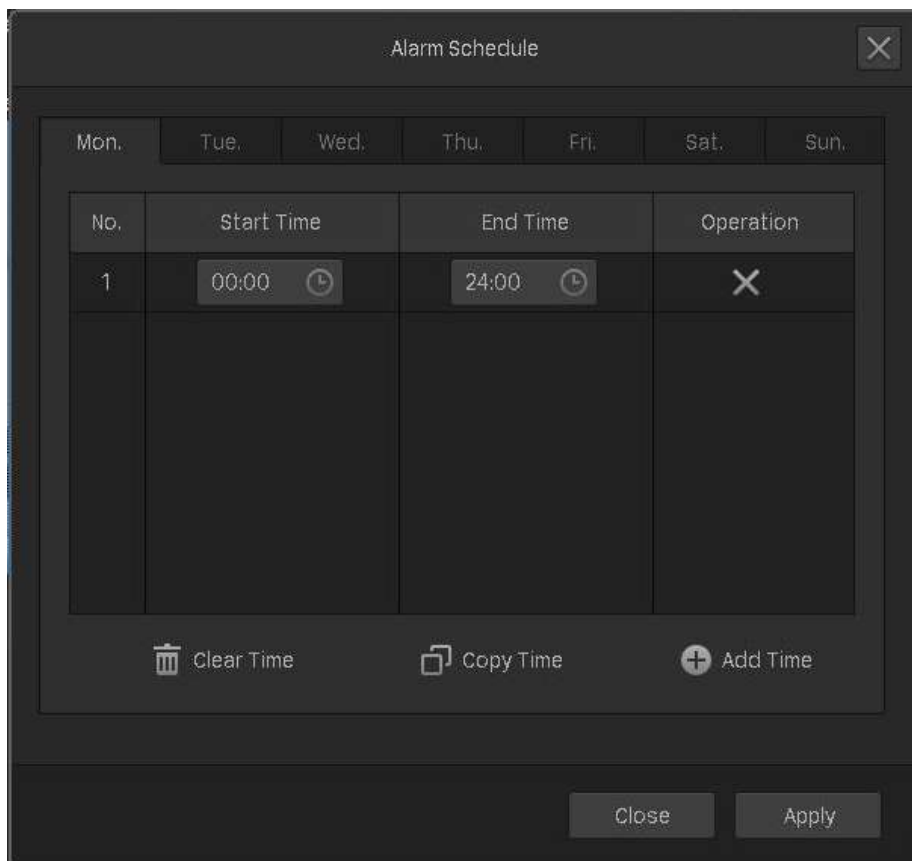 Alarm Schedule
Mon. Tue. Wed. Thu. Fri. Sat. Sun.
No. Start Time End Time Operation
1 00:00 24:00
Clear Time Copy Time Add Time
Close Apply